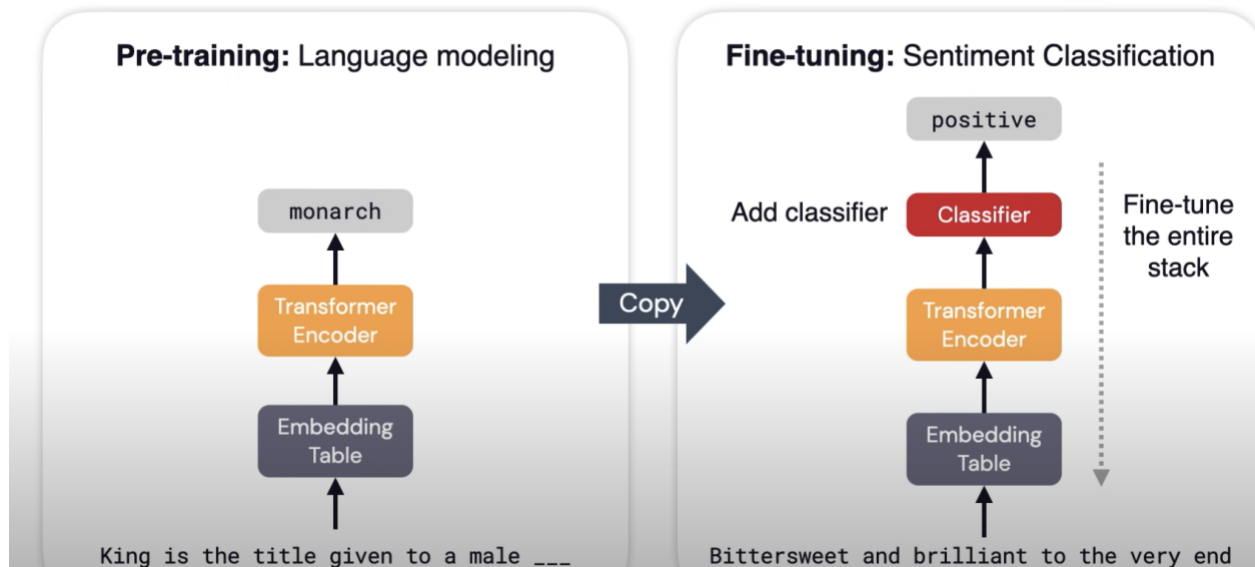 Pre-training: Language modeling
monarch
Transformer
Encoder
Embedding
Table
King is the title given to a male ___
Copy
Fine-tuning: Sentiment Classification
positive
Add classifier
Classifier
Fine-tune
the entire
stack
Transformer
Encoder
Embedding
Table
Bittersweet and brilliant to the very end